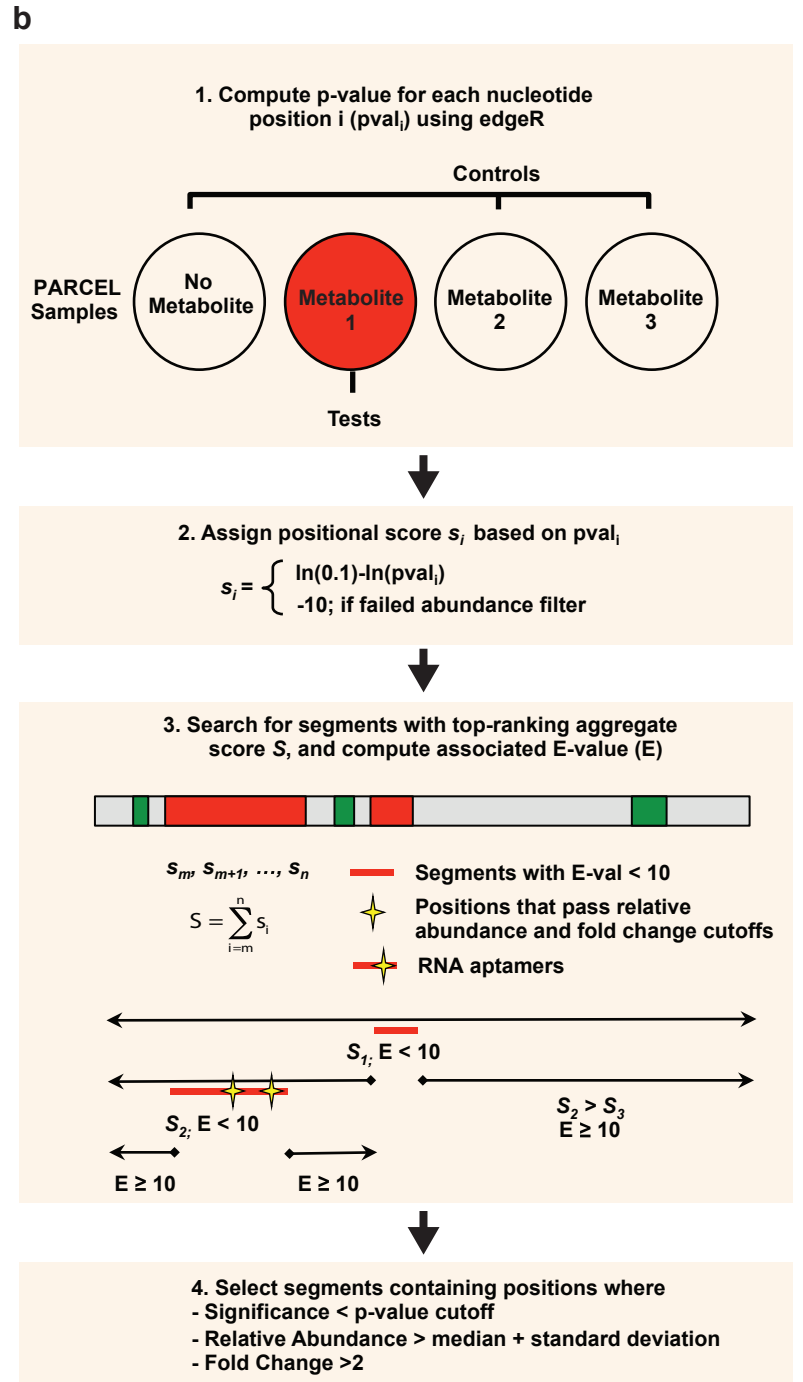 b
1. Compute p-value for each nucleotide
position i (pvalᵢ) using edgeR
Controls
PARCEL
Samples
No
Metabolite
Metabolite
1
Metabolite
2
Metabolite
3
Tests
2. Assign positional score sᵢ based on pvalᵢ
sᵢ = {
ln(0.1)-ln(pvalᵢ)
-10; if failed abundance filter
3. Search for segments with top-ranking aggregate
score S, and compute associated E-value (E)
sₘ, sₘ₊₁, …, sₙ
S = ∑ⁿᵢ₌ₘ sᵢ
Segments with E-val < 10
Positions that pass relative
abundance and fold change cutoffs
RNA aptamers
S₁; E < 10
S₂; E < 10
S₂ > S₃
E ≥ 10
E ≥ 10
E ≥ 10
4. Select segments containing positions where
- Significance < p-value cutoff
- Relative Abundance > median + standard deviation
- Fold Change >2